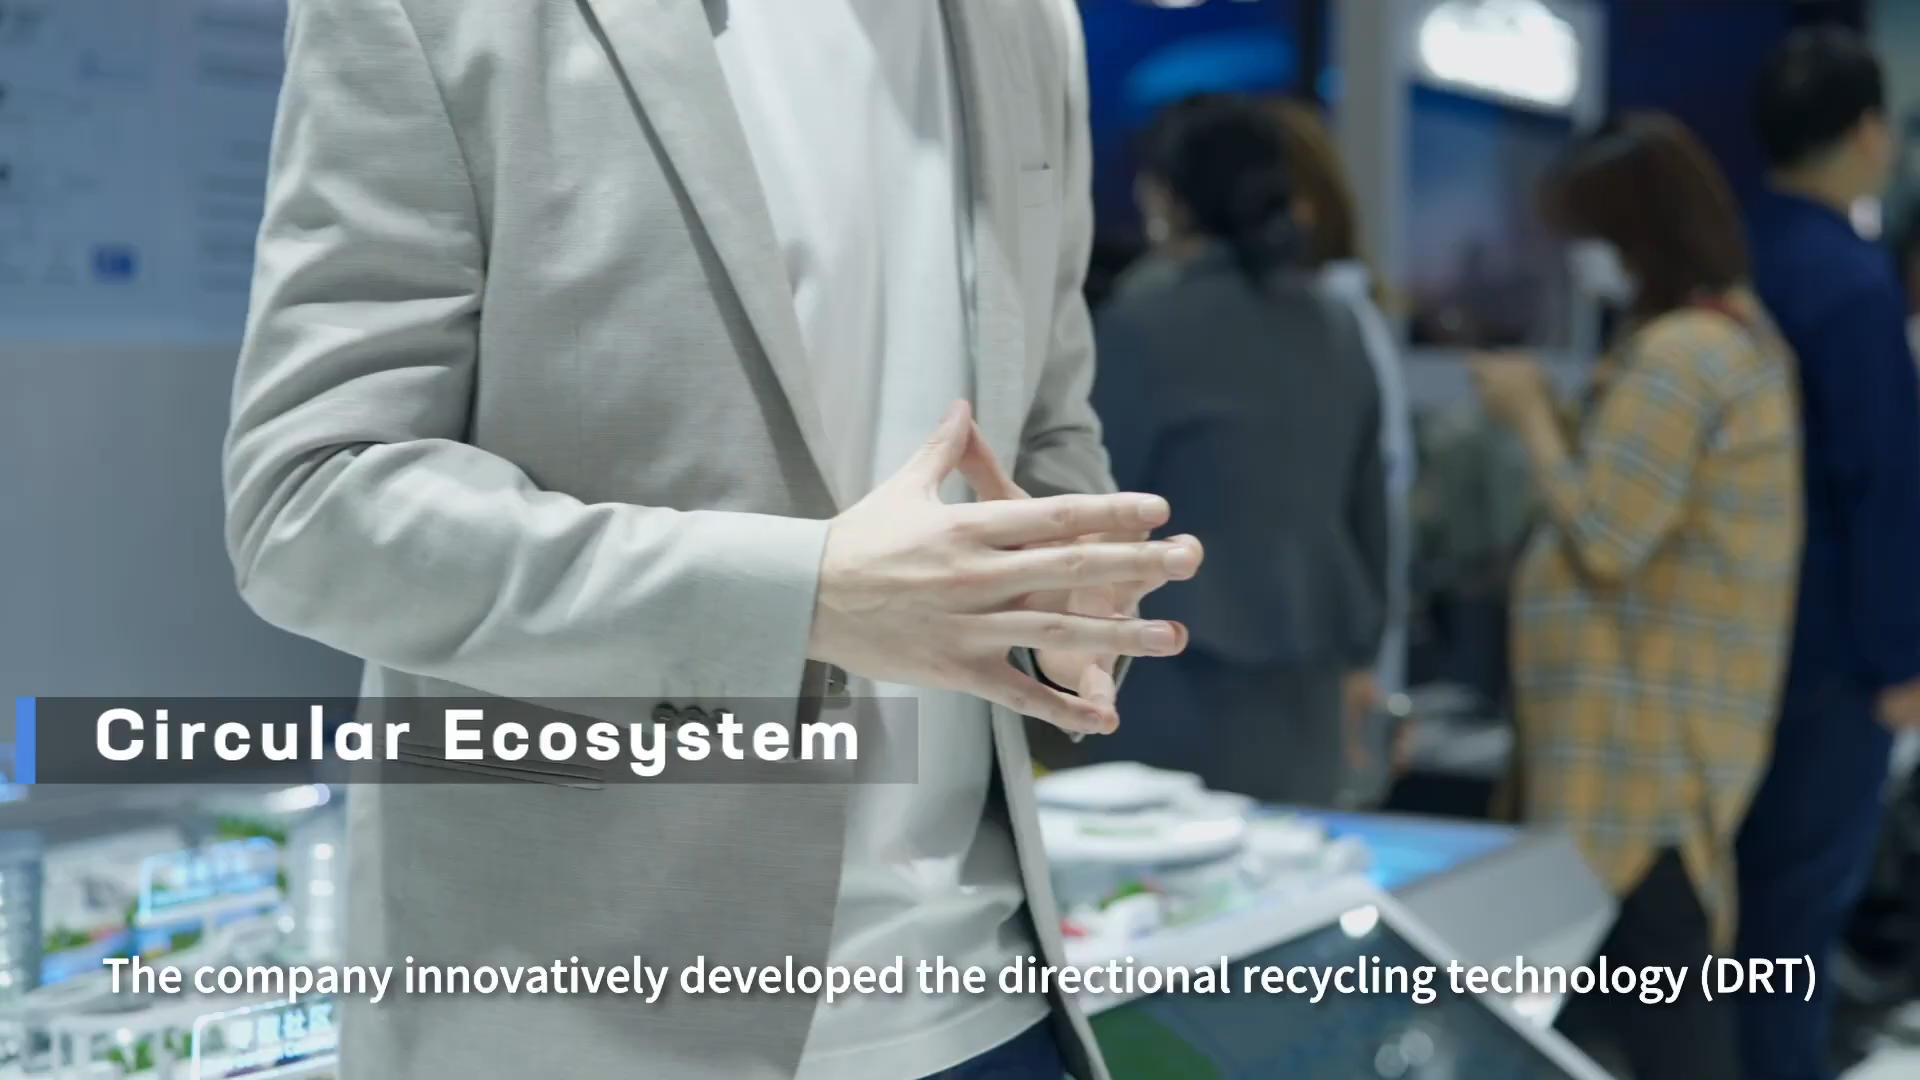 Circular Ecosystem
The company innovatively developed the directional recycling technology (DRT)